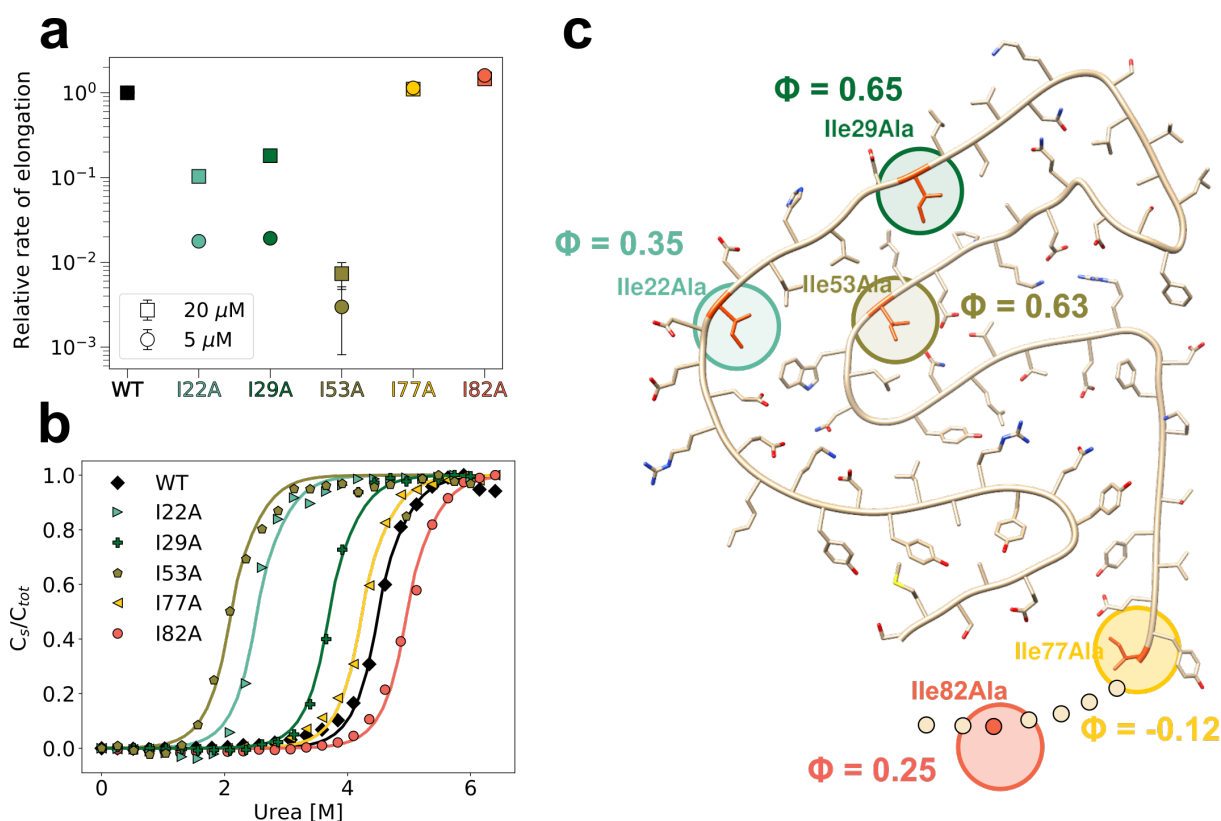 a
Relative rate of elongation
10⁰
10⁻¹
10⁻²
10⁻³
20 μM
5 μM
WT I22A I29A I53A I77A I82A
b
C_s/C_tot
1.0
0.8
0.6
0.4
0.2
0.0
WT
I22A
I29A
I53A
I77A
I82A
0 2 4 6
Urea [M]
c
Φ = 0.65
Ile29Ala
Φ = 0.35
Ile22Ala
Ile53Ala
Φ = 0.63
Ile77Ala
Ile82Ala
Φ = -0.12
Φ = 0.25